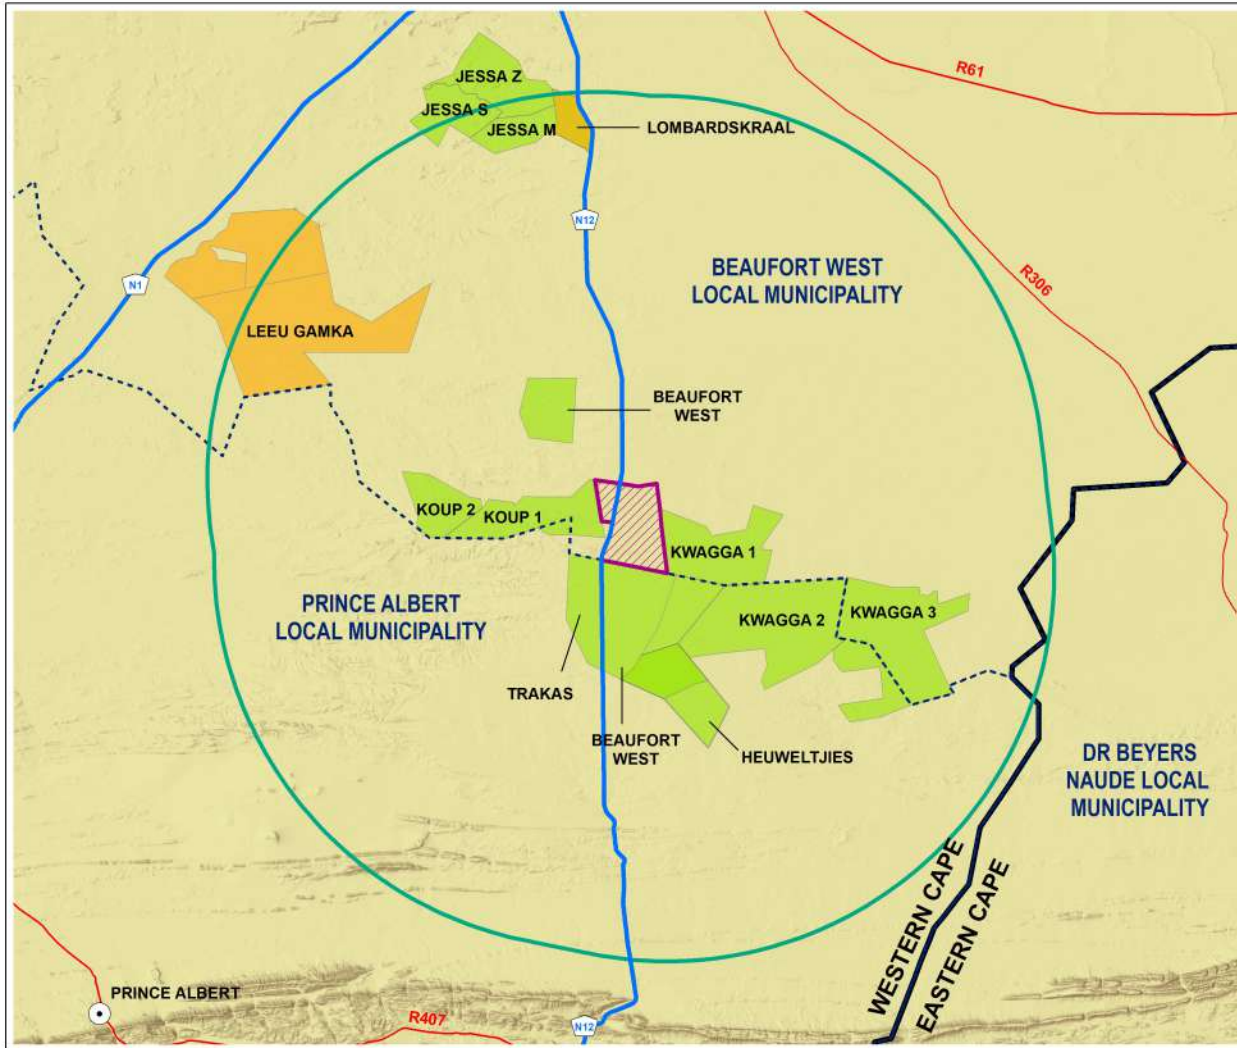 R61
JESSA Z
JESSA S
JESSA M
LOMBARDSKRAAL
N12
BEAUFORT WEST
LOCAL MUNICIPALITY
R306
N1
LEEU GAMKA
BEAUFORT
WEST
KOUP 2
KOUP 1
KWAGGA 1
PRINCE ALBERT
LOCAL MUNICIPALITY
KWAGGA 2
KWAGGA 3
TRAKAS
BEAUFORT
WEST
HEUWELTJIES
DR BEYERS
NAUDE LOCAL
MUNICIPALITY
WESTERN CAPE
EASTERN CAPE
PRINCE ALBERT
R407
N12